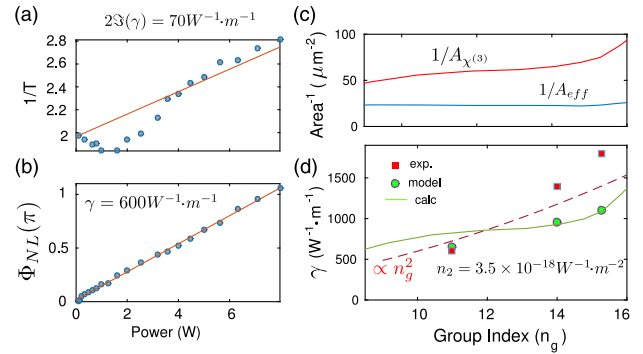 (a)
2ℑ(γ) = 70W⁻¹·m⁻¹
2.8
2.6
2.4
2.2
2
1/T
(b)
γ = 600W⁻¹·m⁻¹
1
0.5
0
Φ_NL(π)
0 2 4 6
Power (W)
(c)
100
50
0
Area⁻¹ (μm⁻²)
1/A_χ⁽³⁾
1/A_eff
(d)
exp.
model
calc
1500
1000
500
0
γ (W⁻¹·m⁻¹)
∝ n_g²
n₂ = 3.5 × 10⁻¹⁸W⁻¹·m⁻²
10 12 14 16
Group Index (n_g)